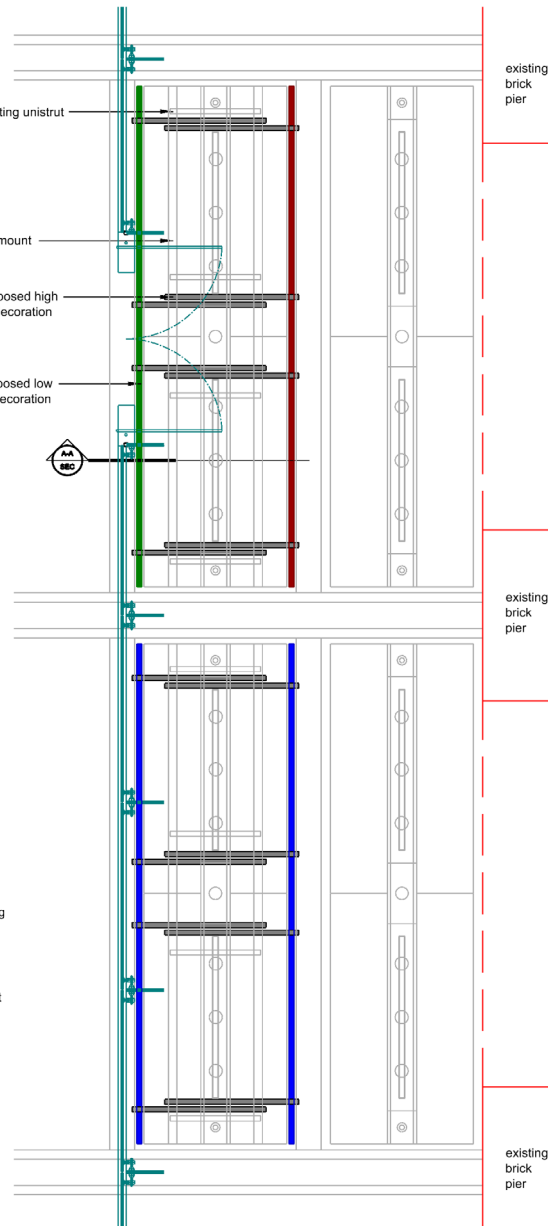 existing
brick
pier
ting unistrut
mount
posed high
ecoration
posed low
ecoration
A-A
SEC
existing
brick
pier
g
t
existing
brick
pier